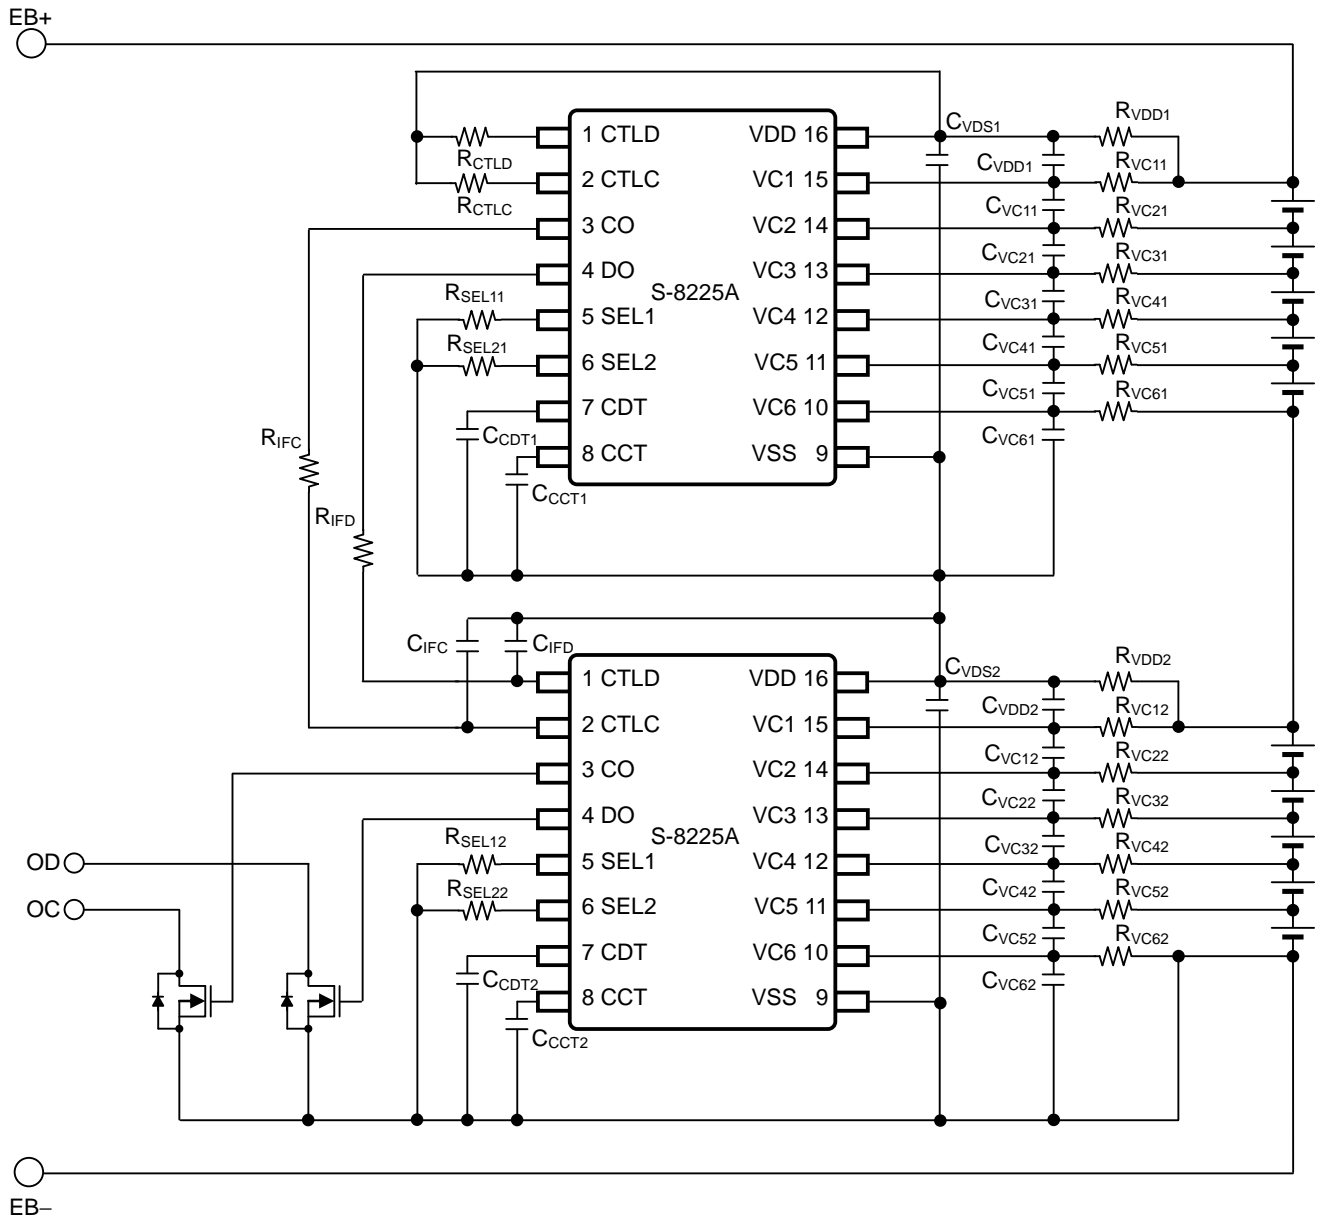 EB+
1 CTLD
2 CTLC
3 CO
4 DO
5 SEL1
6 SEL2
7 CDT
8 CCT
S-8225A
VDD 16
VC1 15
VC2 14
VC3 13
VC4 12
VC5 11
VC6 10
VSS 9
RCTLD
RCTLC
RSEL11
RSEL21
CCDT1
CCCT1
RIFC
RIFD
CVDS1
CVDD1
CVC11
CVC21
CVC31
CVC41
CVC51
CVC61
RVDD1
RVC11
RVC21
RVC31
RVC41
RVC51
RVC61
CIFC
CIFD
1 CTLD
2 CTLC
3 CO
4 DO
5 SEL1
6 SEL2
7 CDT
8 CCT
S-8225A
VDD 16
VC1 15
VC2 14
VC3 13
VC4 12
VC5 11
VC6 10
VSS 9
RSEL12
RSEL22
CCDT2
CCCT2
CVDS2
CVDD2
CVC12
CVC22
CVC32
CVC42
CVC52
CVC62
RVDD2
RVC12
RVC22
RVC32
RVC42
RVC52
RVC62
OD
OC
EB–